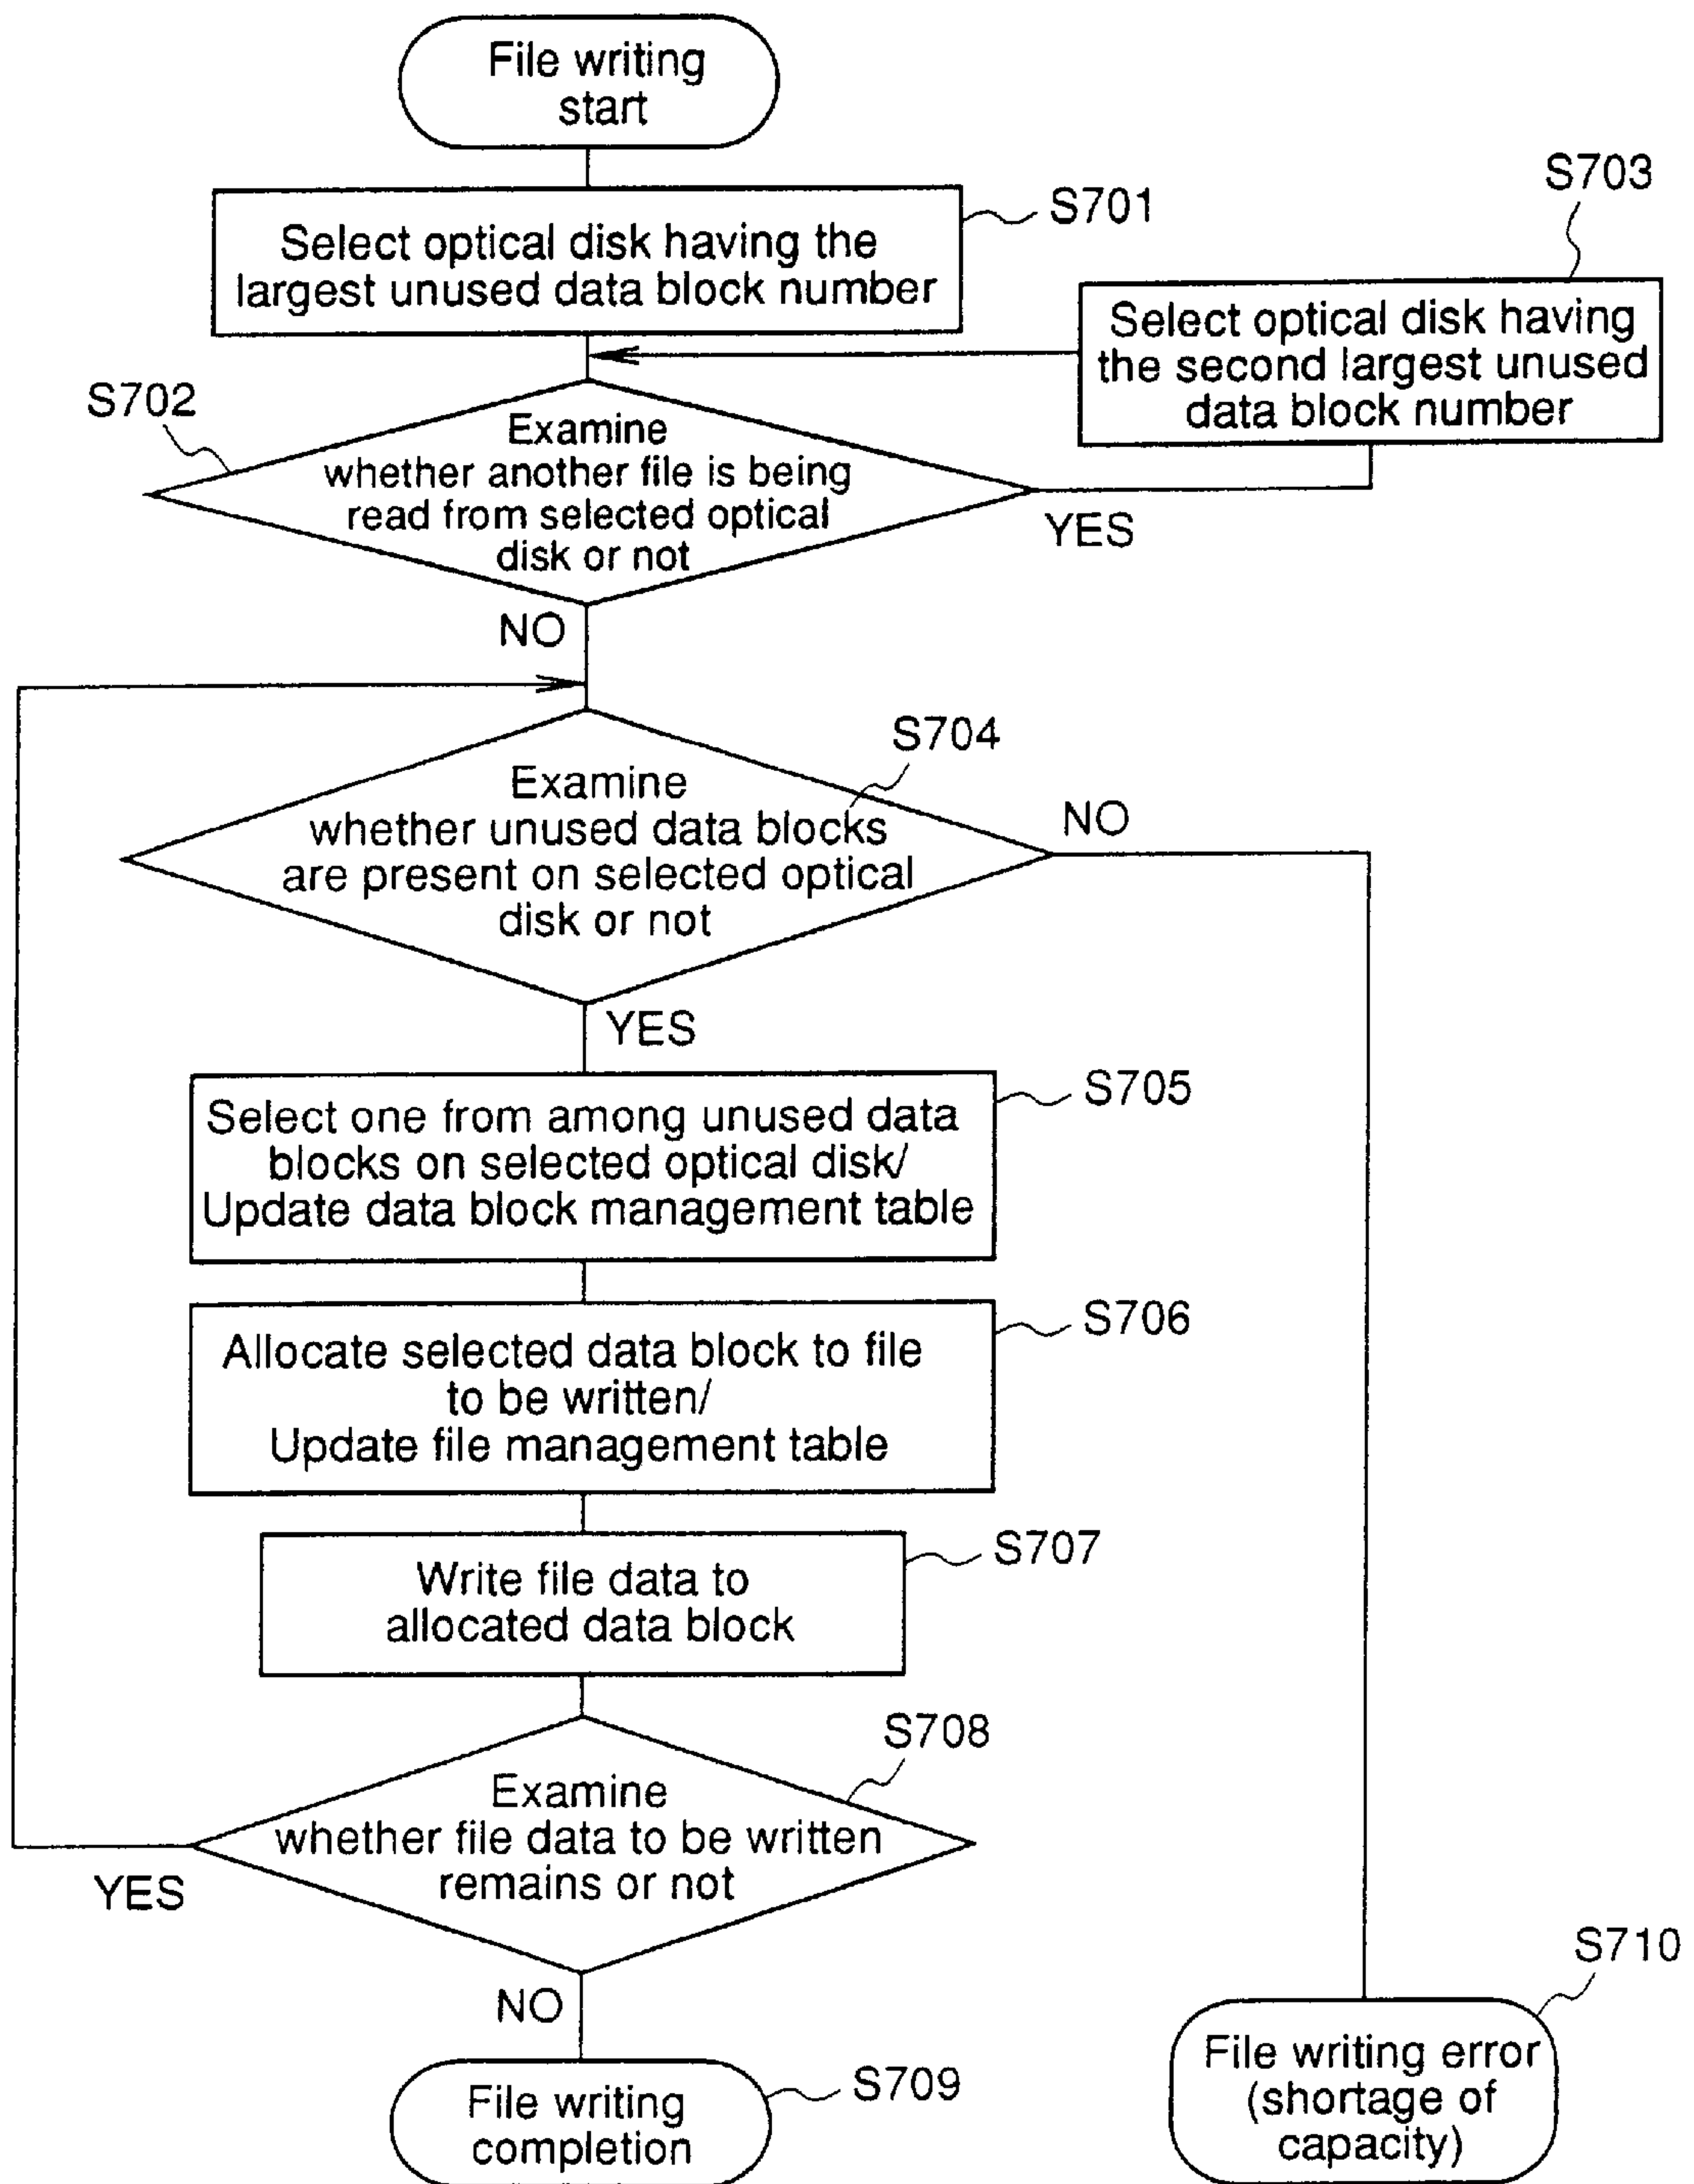 File writing
start
S701
Select optical disk having the
largest unused data block number
S703
Select optical disk having
the second largest unused
data block number
S702
Examine
whether another file is being
read from selected optical
disk or not
YES
NO
S704
Examine
whether unused data blocks
are present on selected optical
disk or not
NO
YES
S705
Select one from among unused data
blocks on selected optical disk/
Update data block management table
S706
Allocate selected data block to file
to be written/
Update file management table
S707
Write file data to
allocated data block
S708
Examine
whether file data to be written
remains or not
YES
NO
S709
File writing
completion
S710
File writing error
(shortage of
capacity)